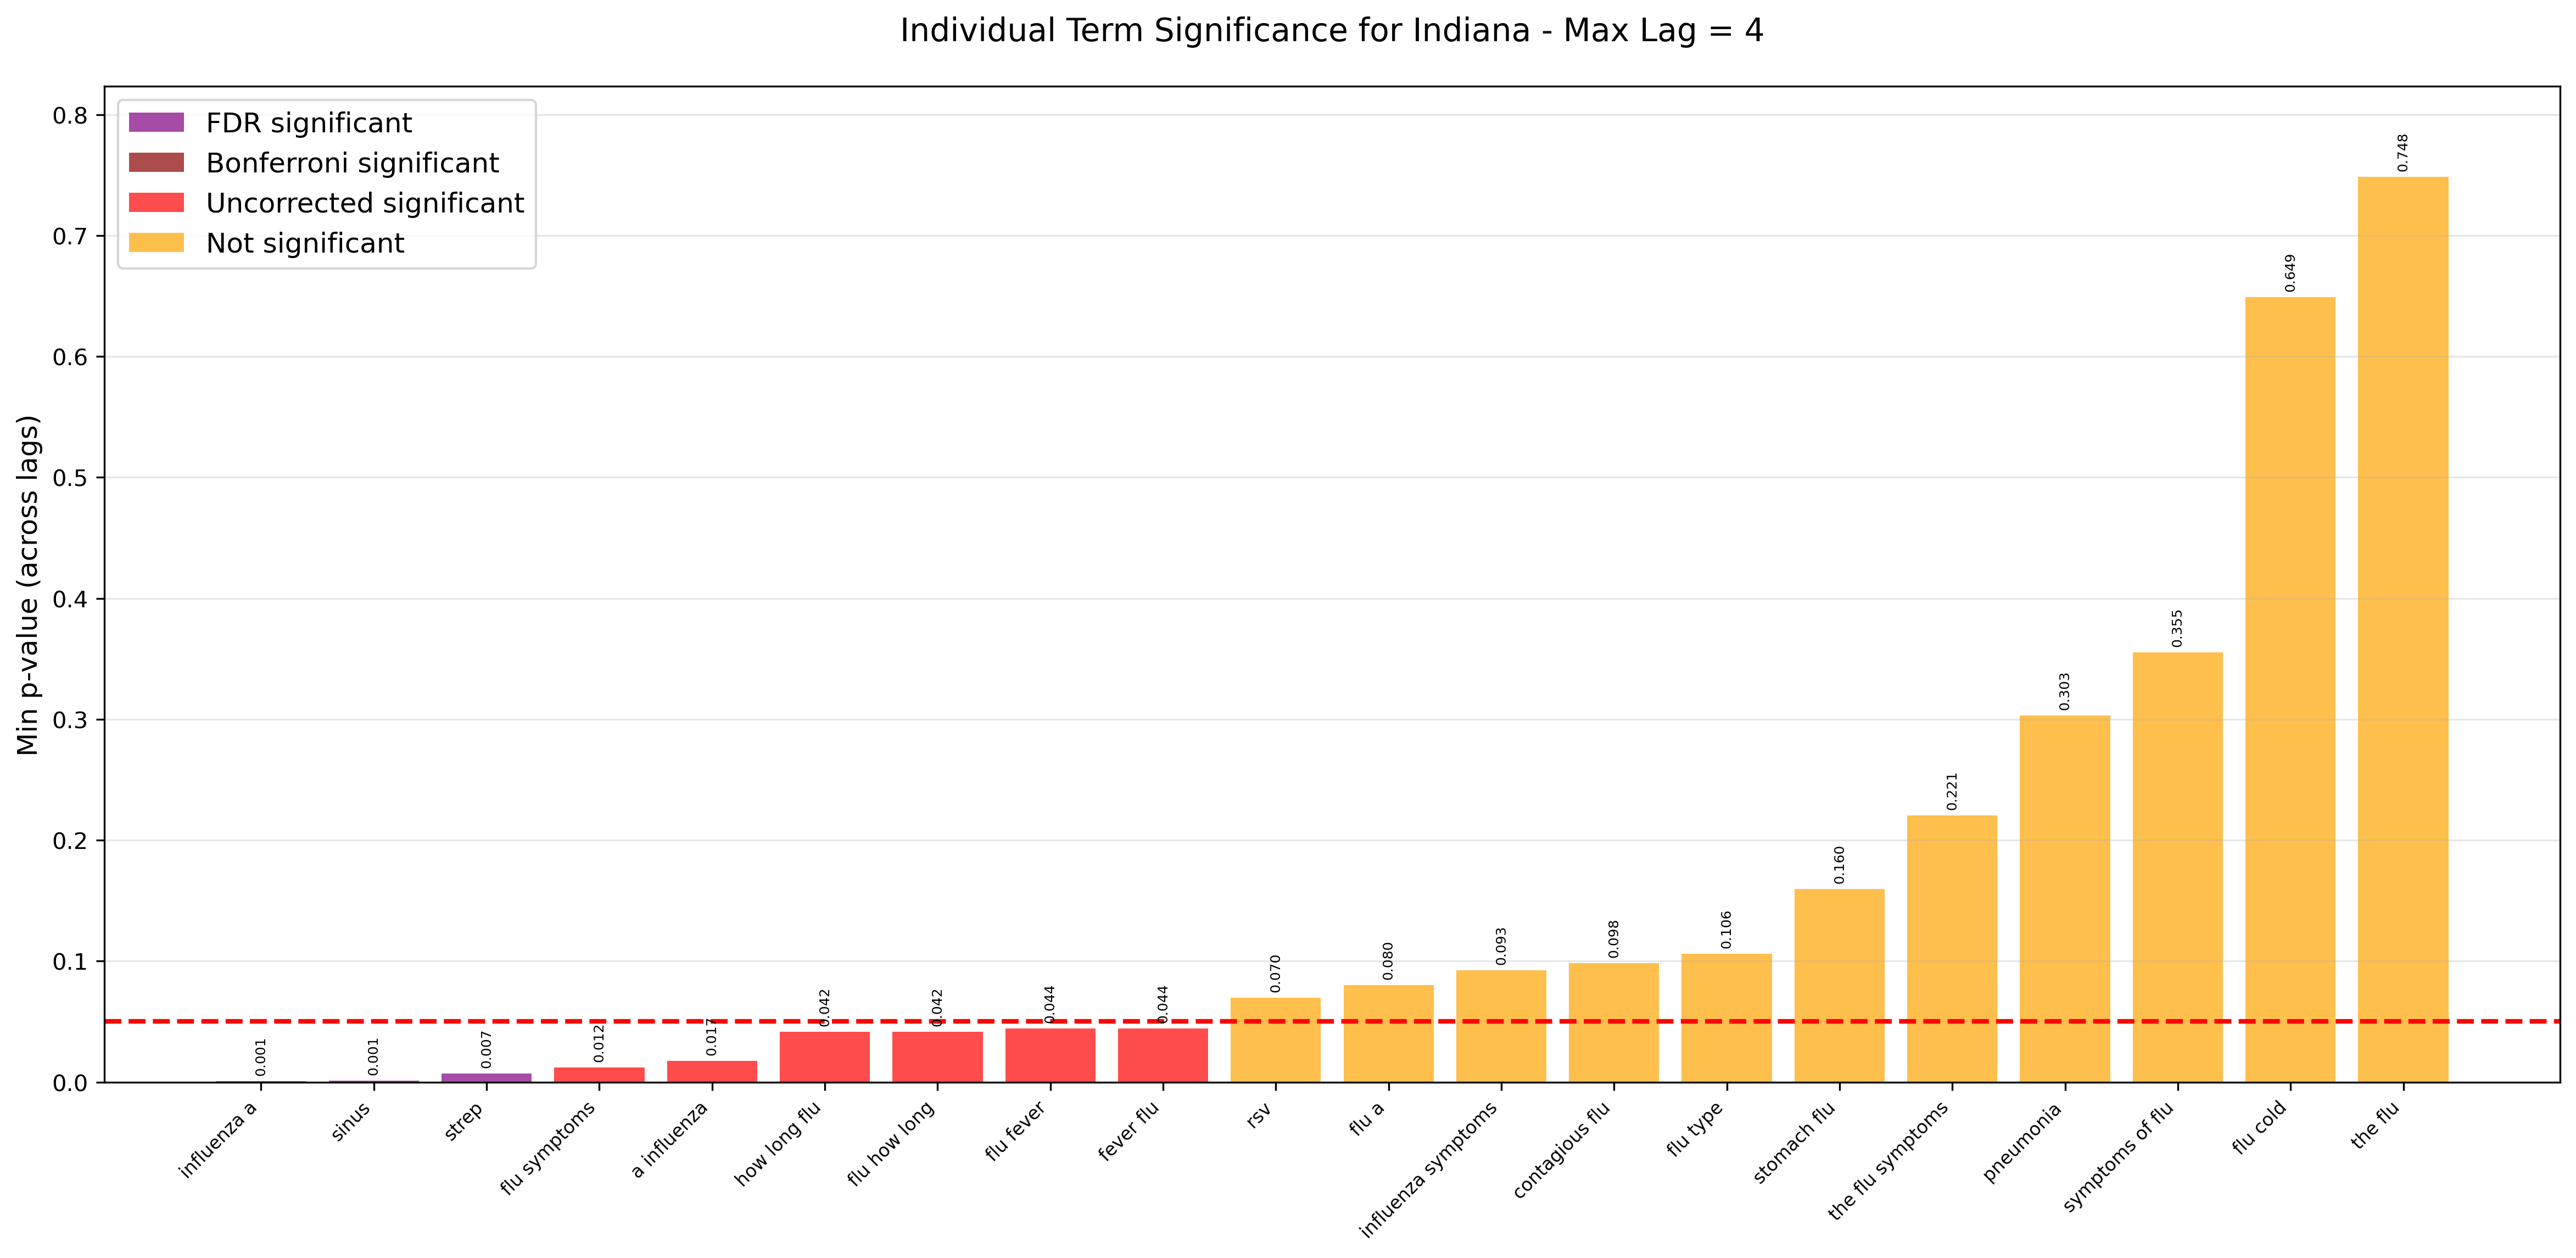 Individual Term Significance for Indiana - Max Lag = 4
FDR significant
Bonferroni significant
Uncorrected significant
Not significant
Min p-value (across lags)
0.8
0.7
0.6
0.5
0.4
0.3
0.2
0.1
0.0
0.001
0.001
0.007
0.012
0.017
0.042
0.042
0.044
0.044
0.070
0.080
0.093
0.098
0.106
0.160
0.221
0.303
0.355
0.649
0.748
influenza a
sinus
strep
flu symptoms
a influenza
how long flu
flu how long
flu fever
fever flu
rsv
flu a
influenza symptoms
contagious flu
flu type
stomach flu
the flu symptoms
pneumonia
symptoms of flu
flu cold
the flu